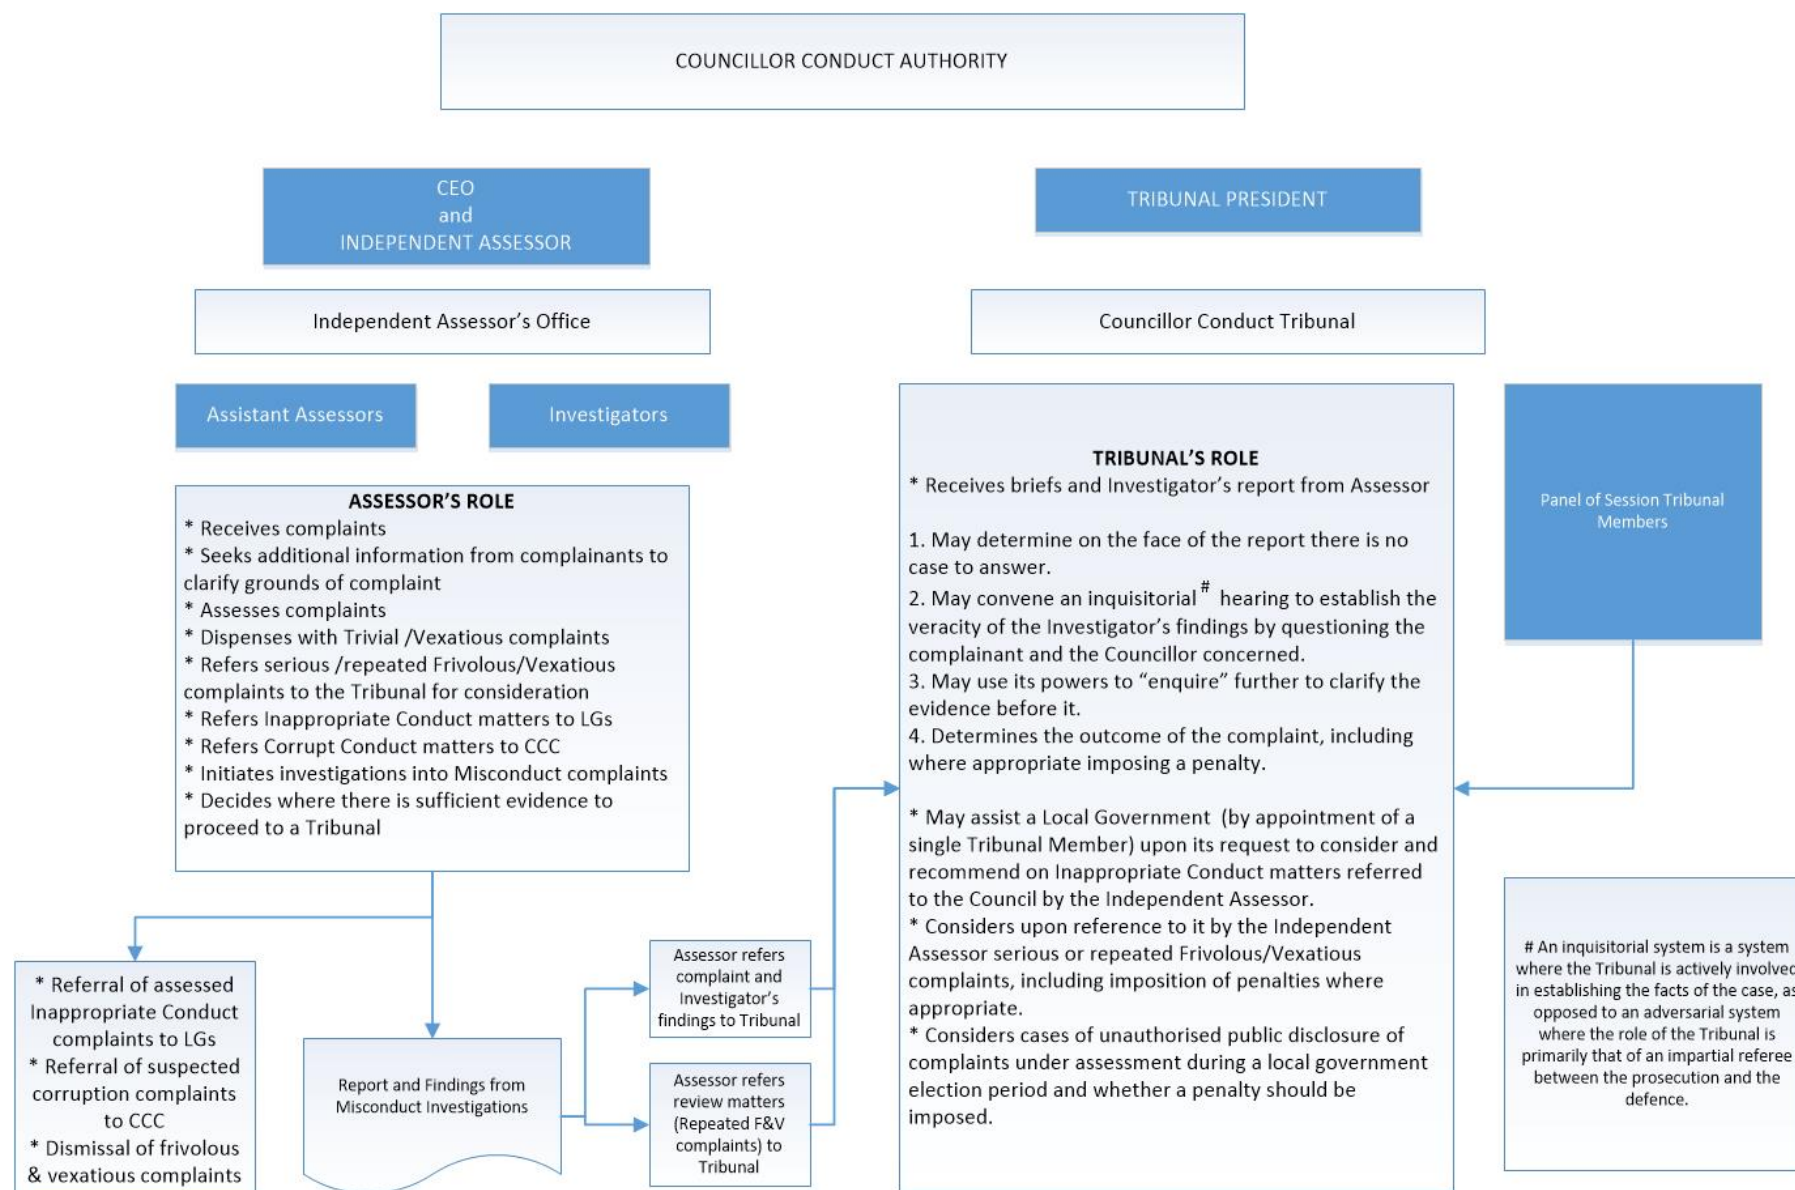 COUNCILLOR CONDUCT AUTHORITY
CEO
and
INDEPENDENT ASSESSOR
TRIBUNAL PRESIDENT
Independent Assessor’s Office
Councillor Conduct Tribunal
Assistant Assessors
Investigators
ASSESSOR’S ROLE
* Receives complaints
* Seeks additional information from complainants to
clarify grounds of complaint
* Assesses complaints
* Dispenses with Trivial /Vexatious complaints
* Refers serious /repeated Frivolous/Vexatious
complaints to the Tribunal for consideration
* Refers Inappropriate Conduct matters to LGs
* Refers Corrupt Conduct matters to CCC
* Initiates investigations into Misconduct complaints
* Decides where there is sufficient evidence to
proceed to a Tribunal
* Referral of assessed
Inappropriate Conduct
complaints to LGs
* Referral of suspected
corruption complaints
to CCC
* Dismissal of frivolous
& vexatious complaints
Report and Findings from
Misconduct Investigations
Assessor refers
complaint and
Investigator’s
findings to Tribunal
Assessor refers
review matters
(Repeated F&V
complaints) to
Tribunal
TRIBUNAL’S ROLE
* Receives briefs and Investigator’s report from Assessor
1. May determine on the face of the report there is no
case to answer.
2. May convene an inquisitorial # hearing to establish the
veracity of the Investigator’s findings by questioning the
complainant and the Councillor concerned.
3. May use its powers to “enquire” further to clarify the
evidence before it.
4. Determines the outcome of the complaint, including
where appropriate imposing a penalty.
* May assist a Local Government (by appointment of a
single Tribunal Member) upon its request to consider and
recommend on Inappropriate Conduct matters referred
to the Council by the Independent Assessor.
* Considers upon reference to it by the Independent
Assessor serious or repeated Frivolous/Vexatious
complaints, including imposition of penalties where
appropriate.
* Considers cases of unauthorised public disclosure of
complaints under assessment during a local government
election period and whether a penalty should be
imposed.
Panel of Session Tribunal
Members
# An inquisitorial system is a system
where the Tribunal is actively involved
in establishing the facts of the case, as
opposed to an adversarial system
where the role of the Tribunal is
primarily that of an impartial referee
between the prosecution and the
defence.